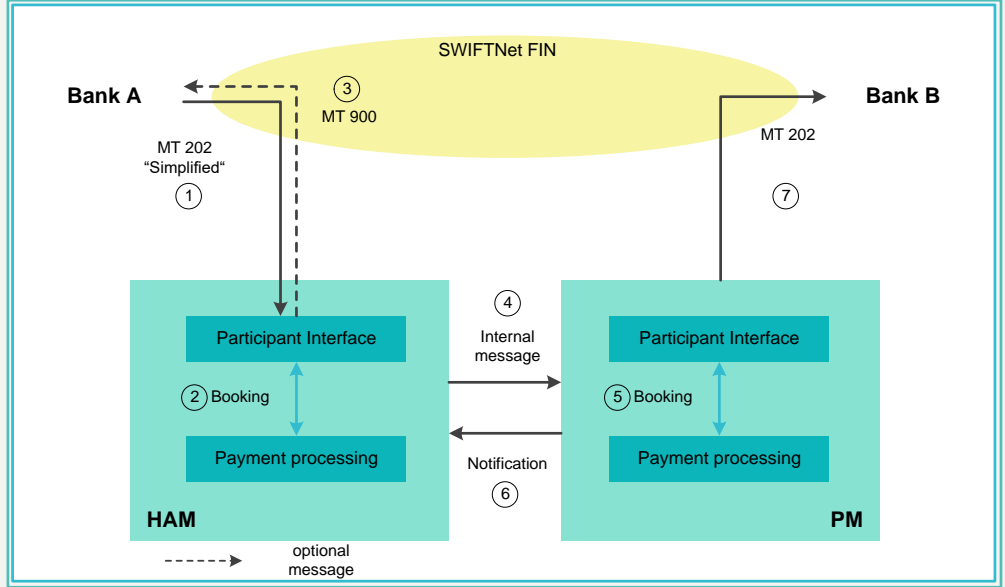 SWIFTNet FIN
Bank A
3
MT 900
Bank B
MT 202
“Simplified“
1
MT 202
7
4
Internal
message
Participant Interface
2 Booking
Payment processing
Participant Interface
5 Booking
Payment processing
Notification
6
HAM
PM
optional
message